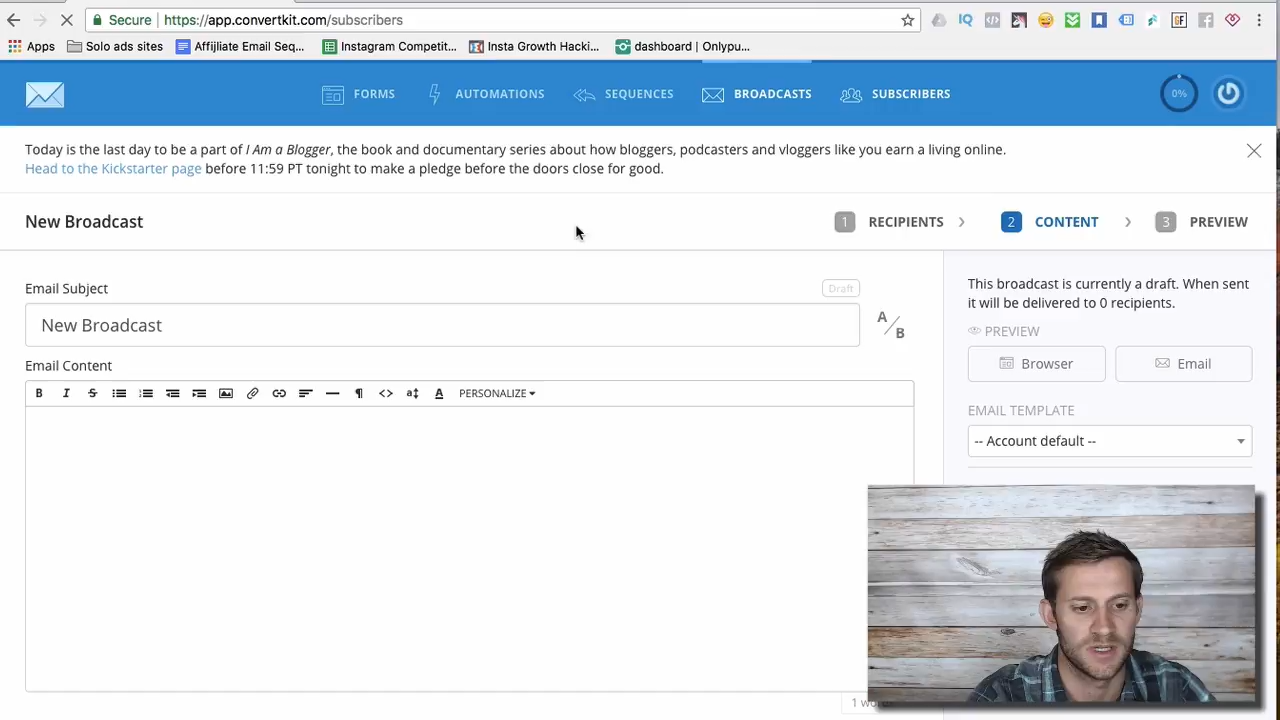 Secure | https://app.convertkit.com/subscribers
Apps Solo ads sites Affijliate Email Seq... Instagram Competit... Insta Growth Hacki... dashboard | Onlypu...
FORMS AUTOMATIONS SEQUENCES BROADCASTS SUBSCRIBERS 0%
Today is the last day to be a part of I Am a Blogger, the book and documentary series about how bloggers, podcasters and vloggers like you earn a living online.
Head to the Kickstarter page before 11:59 PT tonight to make a pledge before the doors close for good.
New Broadcast 1 RECIPIENTS 2 CONTENT 3 PREVIEW
Email Subject Draft
New Broadcast A/B
Email Content
B I S A PERSONALIZE
This broadcast is currently a draft. When sent
it will be delivered to 0 recipients.
PREVIEW
Browser Email
EMAIL TEMPLATE
-- Account default --
1